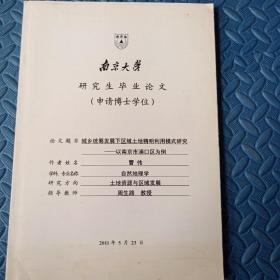 南京大学
研究生毕业论文
(申请博士学位)
论文题目 城乡统筹发展下区域土地精明利用模式研究
——以南京市浦口区为例
作者姓名 曹伟
学科、专业名称 自然地理学
研究方向 土地资源与区域发展
指导教师 周生路 教授
2011年5月23日